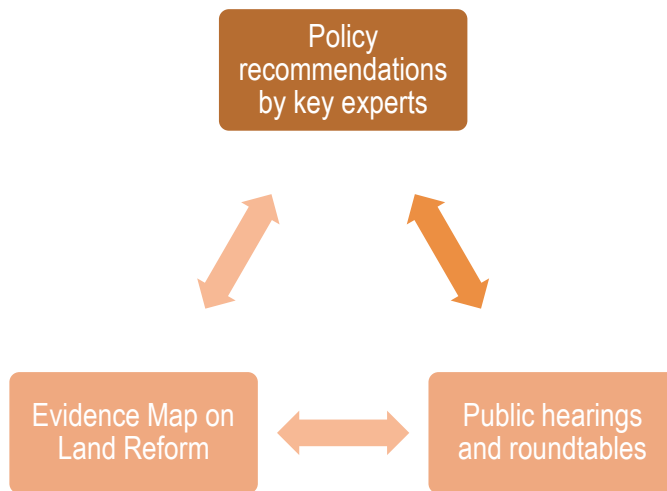 Policy
recommendations
by key experts
Evidence Map on
Land Reform
Public hearings
and roundtables